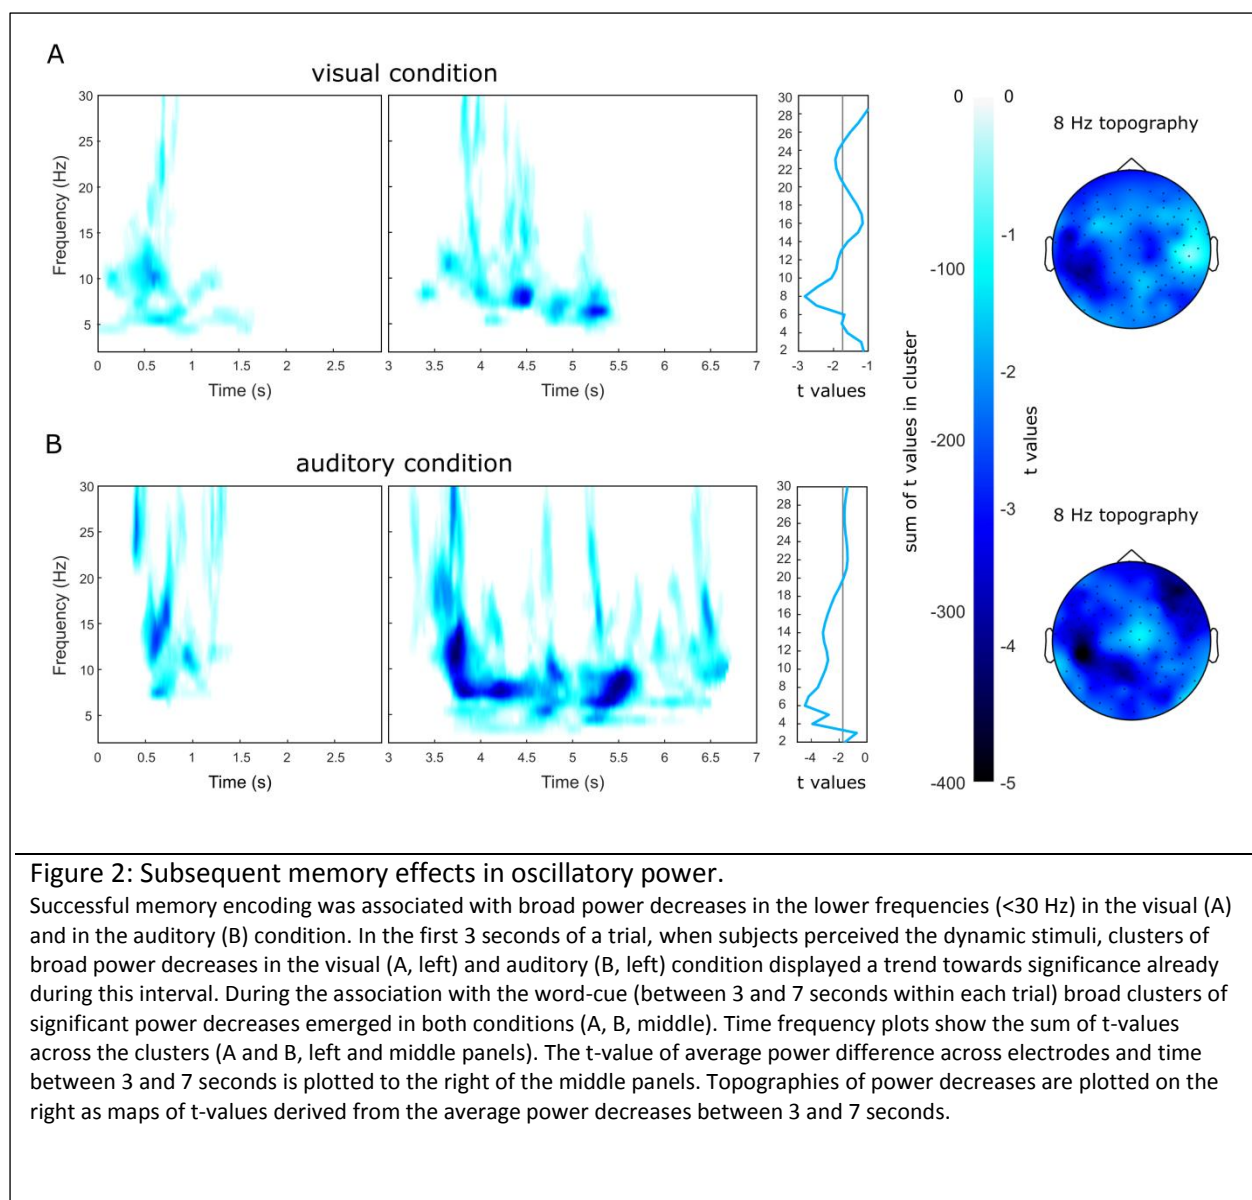 A
visual condition
30
25
20
15
10
5
Frequency (Hz)
0 0.5 1 1.5 2 2.5 3 3.5 4 4.5 5 5.5 6 6.5 7
Time (s)
Time (s)
30
28
26
24
22
20
18
16
14
12
10
8
6
4
2
-3 -2 -1
t values
0 0
-1
-100
-2
-200
-3
-300
-4
-400 -5
sum of t values in cluster
t values
8 Hz topography
B
auditory condition
30
25
20
15
10
5
Frequency (Hz)
0 0.5 1 1.5 2 2.5 3 3.5 4 4.5 5 5.5 6 6.5 7
Time (s)
Time (s)
30
28
26
24
22
20
18
16
14
12
10
8
6
4
2
-4 -2 0
t values
8 Hz topography
Figure 2: Subsequent memory effects in oscillatory power.
Successful memory encoding was associated with broad power decreases in the lower frequencies (<30 Hz) in the visual (A)
and in the auditory (B) condition. In the first 3 seconds of a trial, when subjects perceived the dynamic stimuli, clusters of
broad power decreases in the visual (A, left) and auditory (B, left) condition displayed a trend towards significance already
during this interval. During the association with the word-cue (between 3 and 7 seconds within each trial) broad clusters of
significant power decreases emerged in both conditions (A, B, middle). Time frequency plots show the sum of t-values
across the clusters (A and B, left and middle panels). The t-value of average power difference across electrodes and time
between 3 and 7 seconds is plotted to the right of the middle panels. Topographies of power decreases are plotted on the
right as maps of t-values derived from the average power decreases between 3 and 7 seconds.